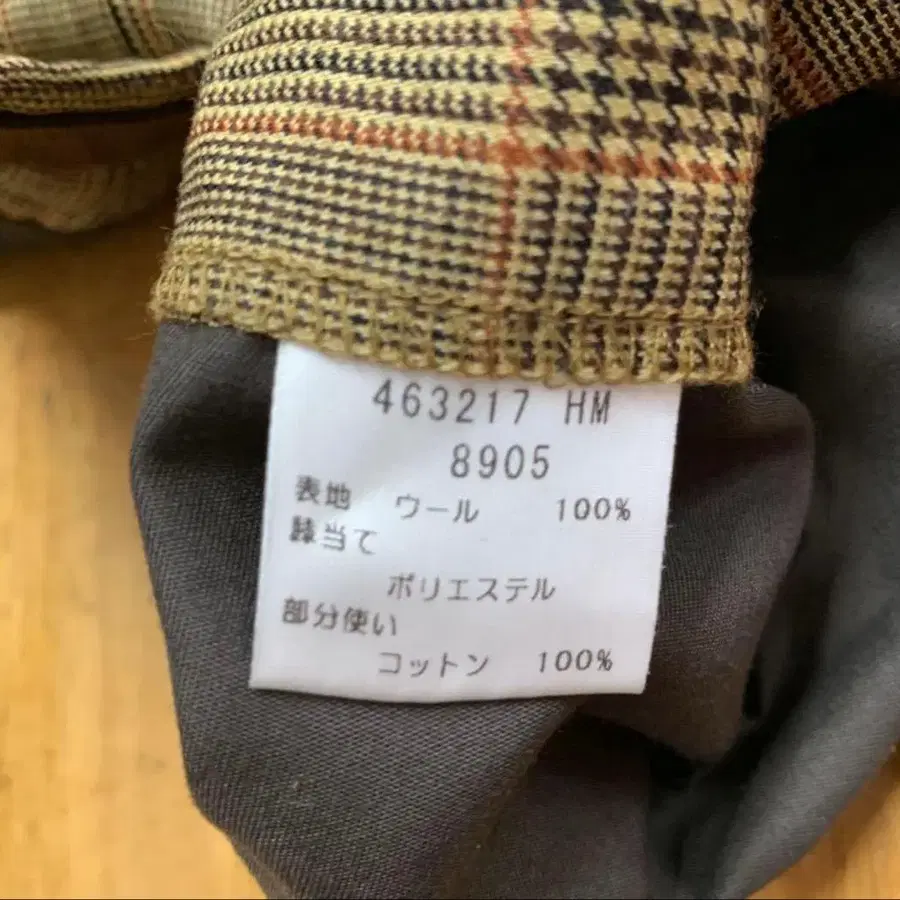 463217 HM
8905
表地 ウール 100%
膝当て
ポリエステル
部分使い
コットン 100%